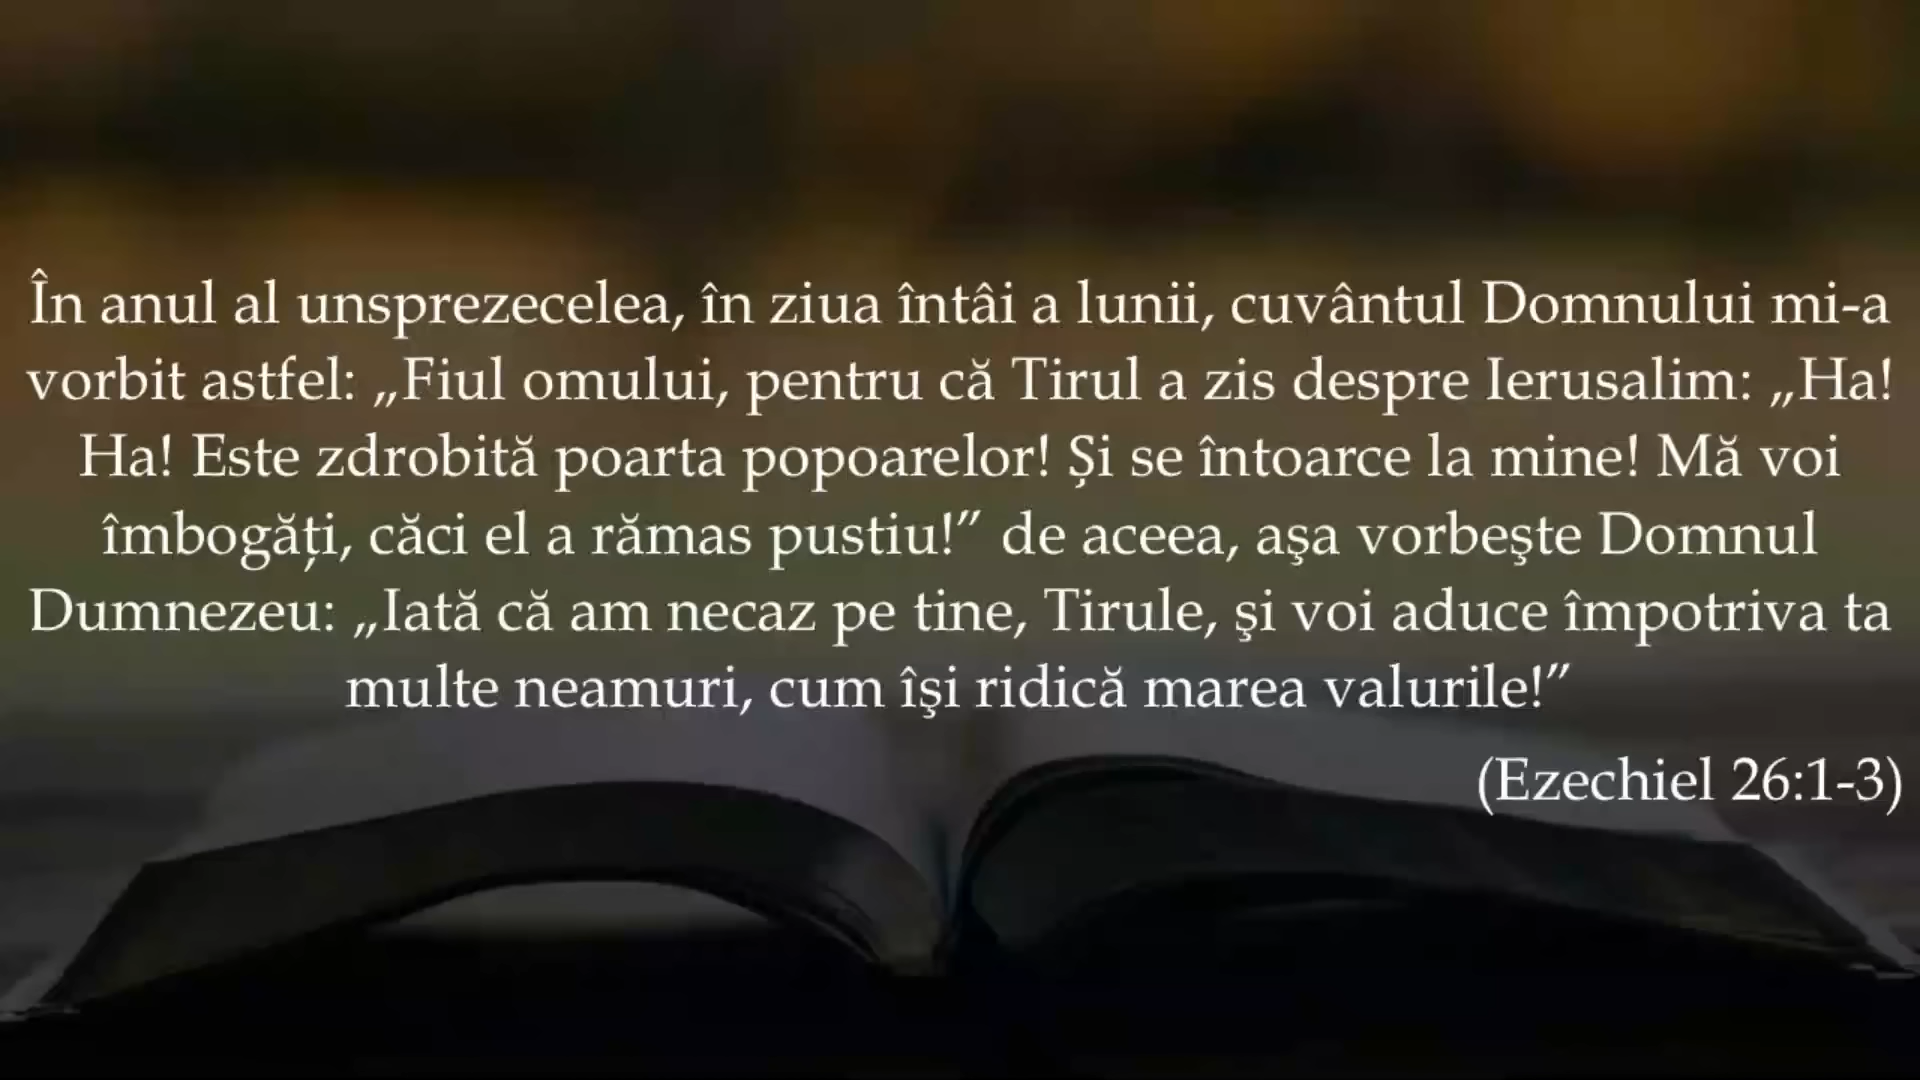 În anul al unsprezecelea, în ziua întâi a lunii, cuvântul Domnului mi-a
vorbit astfel: „Fiul omului, pentru că Tirul a zis despre Ierusalim: „Ha!
Ha! Este zdrobită poarta popoarelor! Și se întoarce la mine! Mă voi
îmbogăți, căci el a rămas pustiu!” de aceea, aşa vorbeşte Domnul
Dumnezeu: „Iată că am necaz pe tine, Tirule, şi voi aduce împotriva ta
multe neamuri, cum îşi ridică marea valurile!”
(Ezechiel 26:1-3)